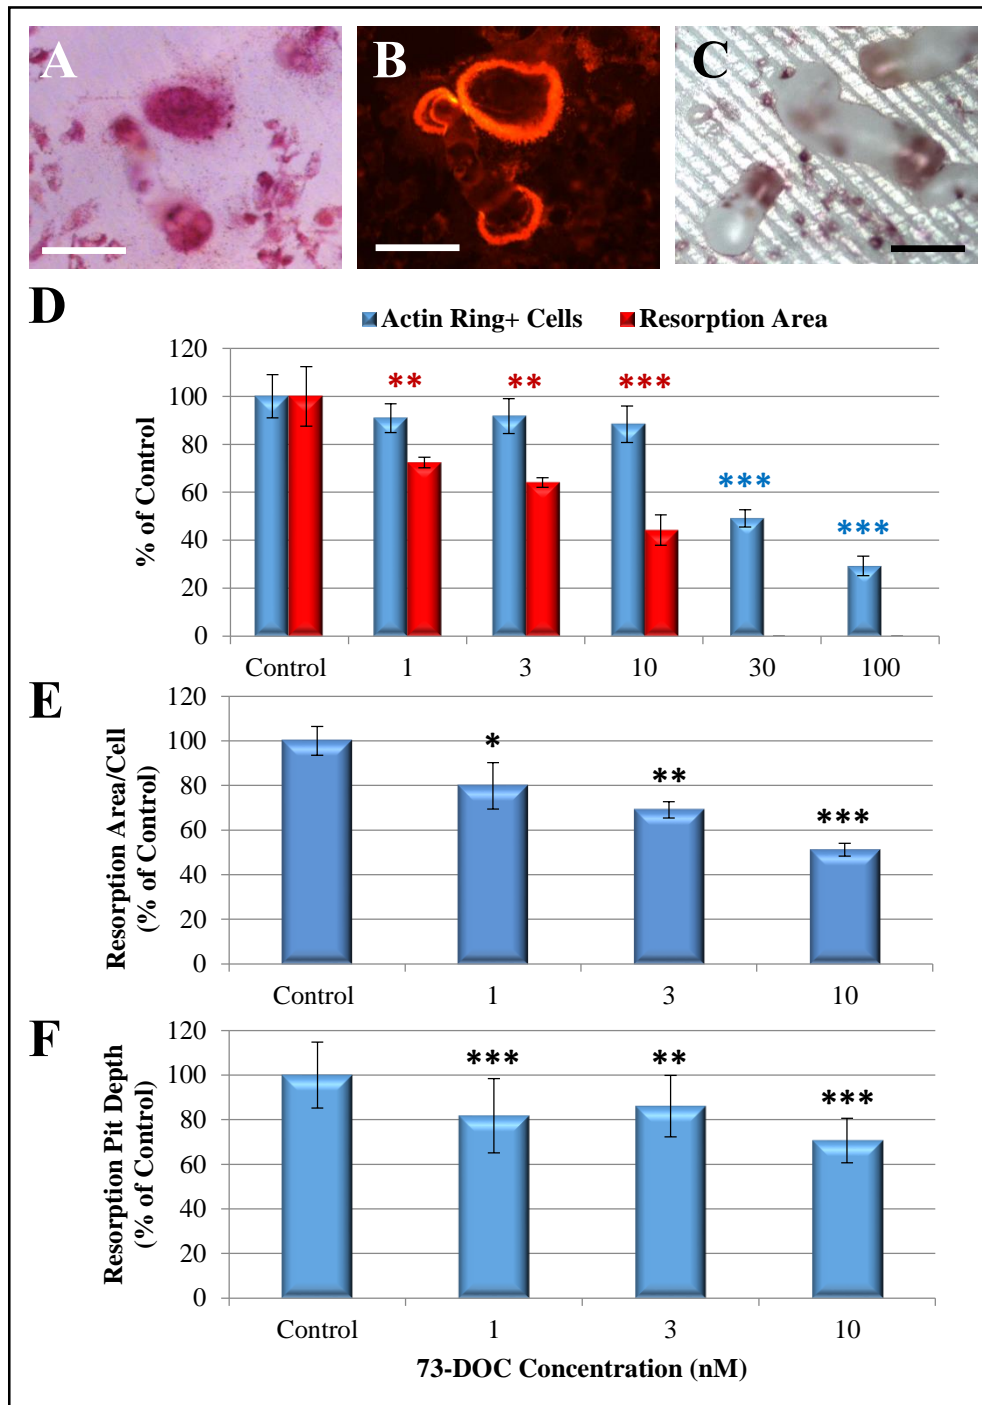 A
B
C
D
Actin Ring+ Cells Resorption Area
120
100
80
60
40
20
0
% of Control
** ** *** *** ***
Control 1 3 10 30 100
E
120
100
80
60
40
20
0
Resorption Area/Cell
(% of Control)
* ** ***
Control 1 3 10
F
120
100
80
60
40
20
0
Resorption Pit Depth
(% of Control)
*** ** ***
Control 1 3 10
73-DOC Concentration (nM)